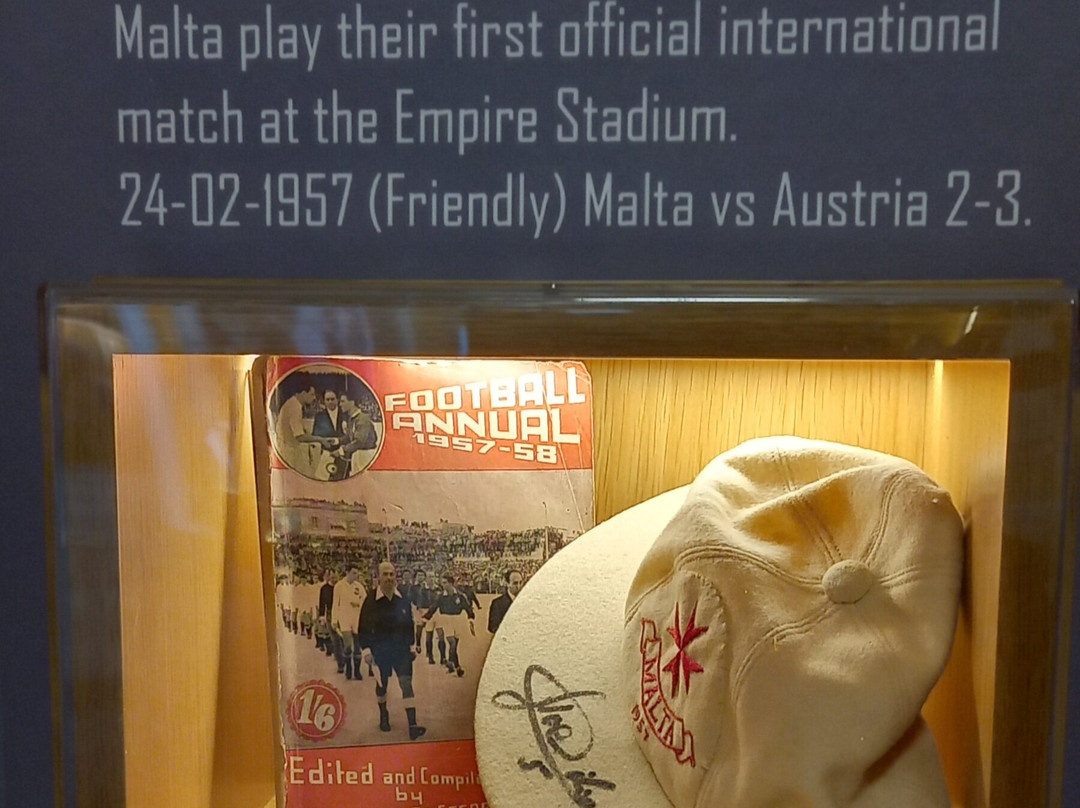 Malta play their first official international
match at the Empire Stadium.
24-02-1957 (Friendly) Malta vs Austria 2-3.
FOOTBALL
ANNUAL
1957-58
1/6
Edited and Compil
by
MALTA